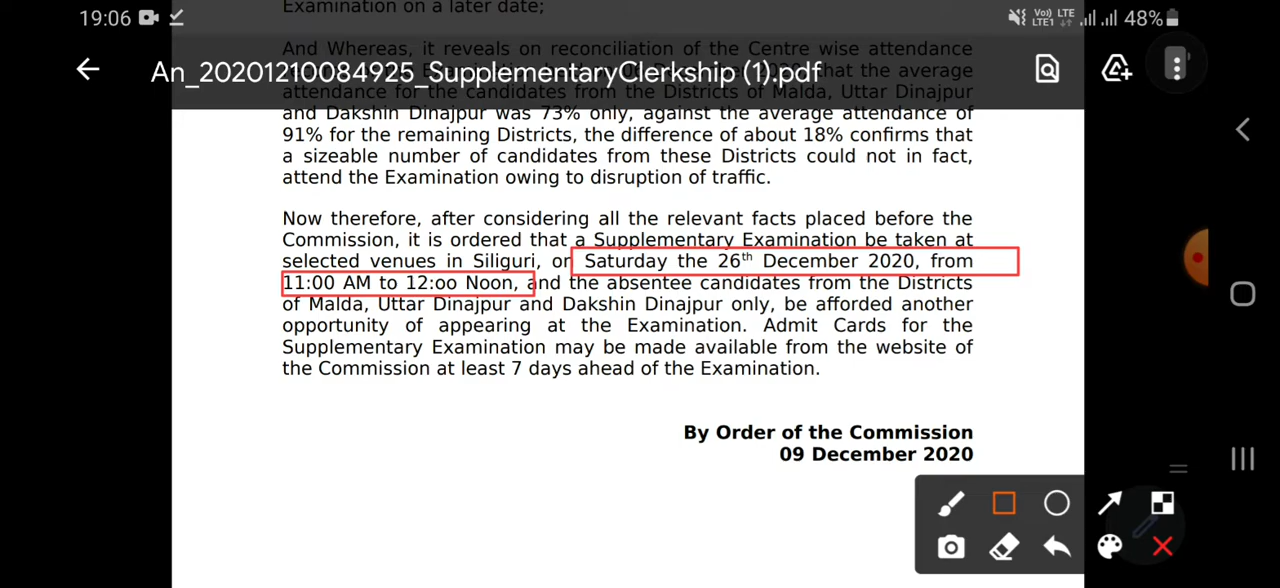 19:06
Vo) LTE
LTE1
48%
Examination on a later date;
And Whereas, it reveals on reconciliation of the Centre wise attendance
An_20201210084925_SupplementaryClerkship (1).pdf
that the average
attendance for the candidates from the Districts of Malda, Uttar Dinajpur
and Dakshin Dinajpur was 73% only, against the average attendance of
91% for the remaining Districts, the difference of about 18% confirms that
a sizeable number of candidates from these Districts could not in fact,
attend the Examination owing to disruption of traffic.
Now therefore, after considering all the relevant facts placed before the
Commission, it is ordered that a Supplementary Examination be taken at
selected venues in Siliguri, on Saturday the 26th December 2020, from
11:00 AM to 12:oo Noon, and the absentee candidates from the Districts
of Malda, Uttar Dinajpur and Dakshin Dinajpur only, be afforded another
opportunity of appearing at the Examination. Admit Cards for the
Supplementary Examination may be made available from the website of
the Commission at least 7 days ahead of the Examination.
By Order of the Commission
09 December 2020